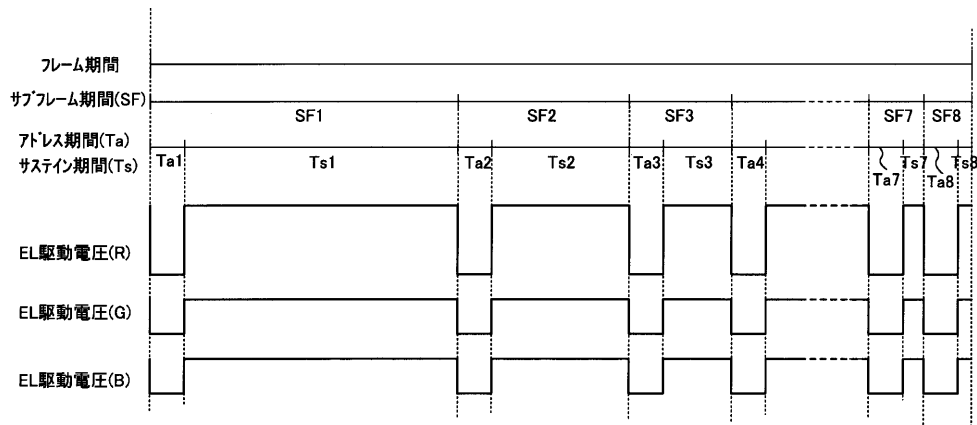 フレーム期間
サブフレーム期間(SF)
SF1 SF2 SF3 SF7 SF8
アドレス期間(Ta)
サステイン期間(Ts)
Ta1 Ts1 Ta2 Ts2 Ta3 Ts3 Ta4 Ts7 Ts8
Ta7 Ta8
EL駆動電圧(R)
EL駆動電圧(G)
EL駆動電圧(B)